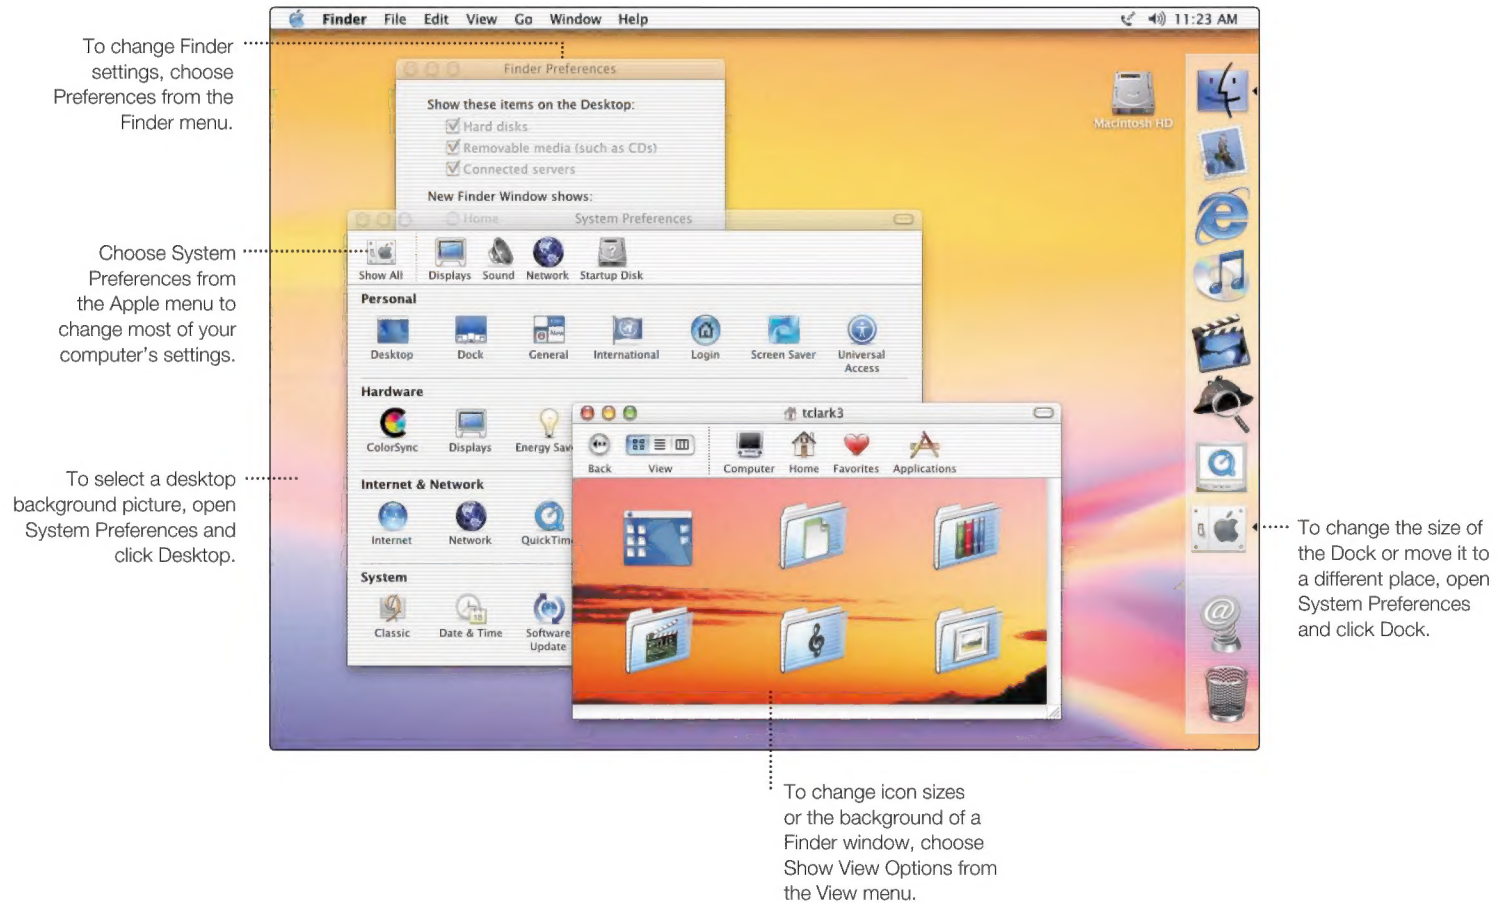 Finder File Edit View Go Window Help
11:23 AM
To change Finder
settings, choose
Preferences from the
Finder menu.
Finder Preferences
Show these items on the Desktop:
Hard disks
Removable media (such as CDs)
Connected servers
New Finder Window shows:
Home
Macintosh HD
System Preferences
Choose System
Preferences from
the Apple menu to
change most of your
computer's settings.
Show All Displays Sound Network Startup Disk
Personal
Desktop Dock General International Login Screen Saver Universal
Access
Hardware
ColorSync Displays Energy Sav
Internet & Network
Internet Network QuickTim
System
Classic Date & Time Software
Update
To select a desktop
background picture, open
System Preferences and
click Desktop.
tclark3
Back View Computer Home Favorites Applications
To change the size of
the Dock or move it to
a different place, open
System Preferences
and click Dock.
To change icon sizes
or the background of a
Finder window, choose
Show View Options from
the View menu.